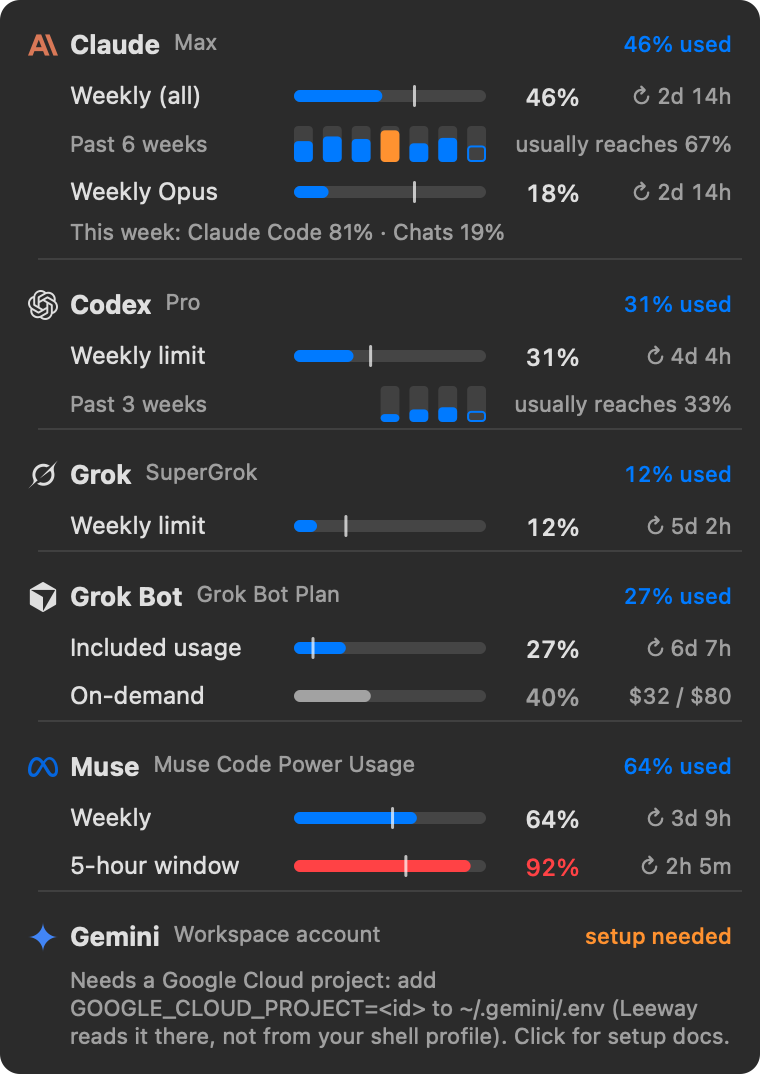 Claude Max 46% used
Weekly (all) 46% ↻ 2d 14h
Past 6 weeks usually reaches 67%
Weekly Opus 18% ↻ 2d 14h
This week: Claude Code 81% · Chats 19%
Codex Pro 31% used
Weekly limit 31% ↻ 4d 4h
Past 3 weeks usually reaches 33%
Grok SuperGrok 12% used
Weekly limit 12% ↻ 5d 2h
Grok Bot Grok Bot Plan 27% used
Included usage 27% ↻ 6d 7h
On-demand 40% $32 / $80
Muse Muse Code Power Usage 64% used
Weekly 64% ↻ 3d 9h
5-hour window 92% ↻ 2h 5m
Gemini Workspace account setup needed
Needs a Google Cloud project: add
GOOGLE_CLOUD_PROJECT=<id> to ~/.gemini/.env (Leeway
reads it there, not from your shell profile). Click for setup docs.